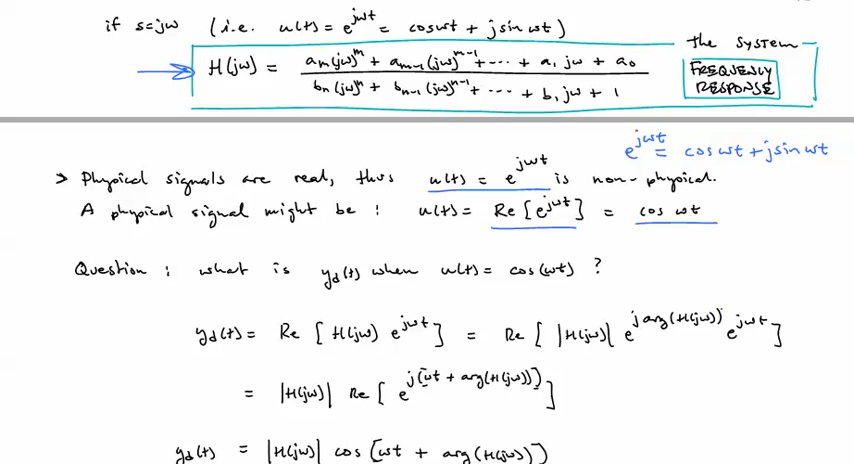 if s=jω (i.e. u(t) = e^{jωt} = cosωt + j sin ωt)
the system
H(jω) = \frac{a_m(jω)^m + a_{m-1}(jω)^{m-1} + ... + a_1 jω + a_0}{b_n(jω)^n + b_{n-1}(jω)^{n-1} + ... + b_1 jω + 1}
FREQUENCY
RESPONSE
e^{jωt} = cos ωt + j sin ωt
> Physical signals are real, thus u(t) = e^{jωt} is non-physical.
A physical signal might be : u(t) = Re [e^{jωt}] = cos ωt
Question : what is y_d(t) when u(t) = cos(ωt) ?
y_d(t) = Re [ H(jω) e^{jωt} ] = Re [ |H(jω)| e^{j arg(H(jω))} e^{jωt} ]
= |H(jω)| Re [ e^{j(ωt + arg(H(jω)))} ]
y_d(t) = |H(jω)| cos [ωt + arg(H(jω))]